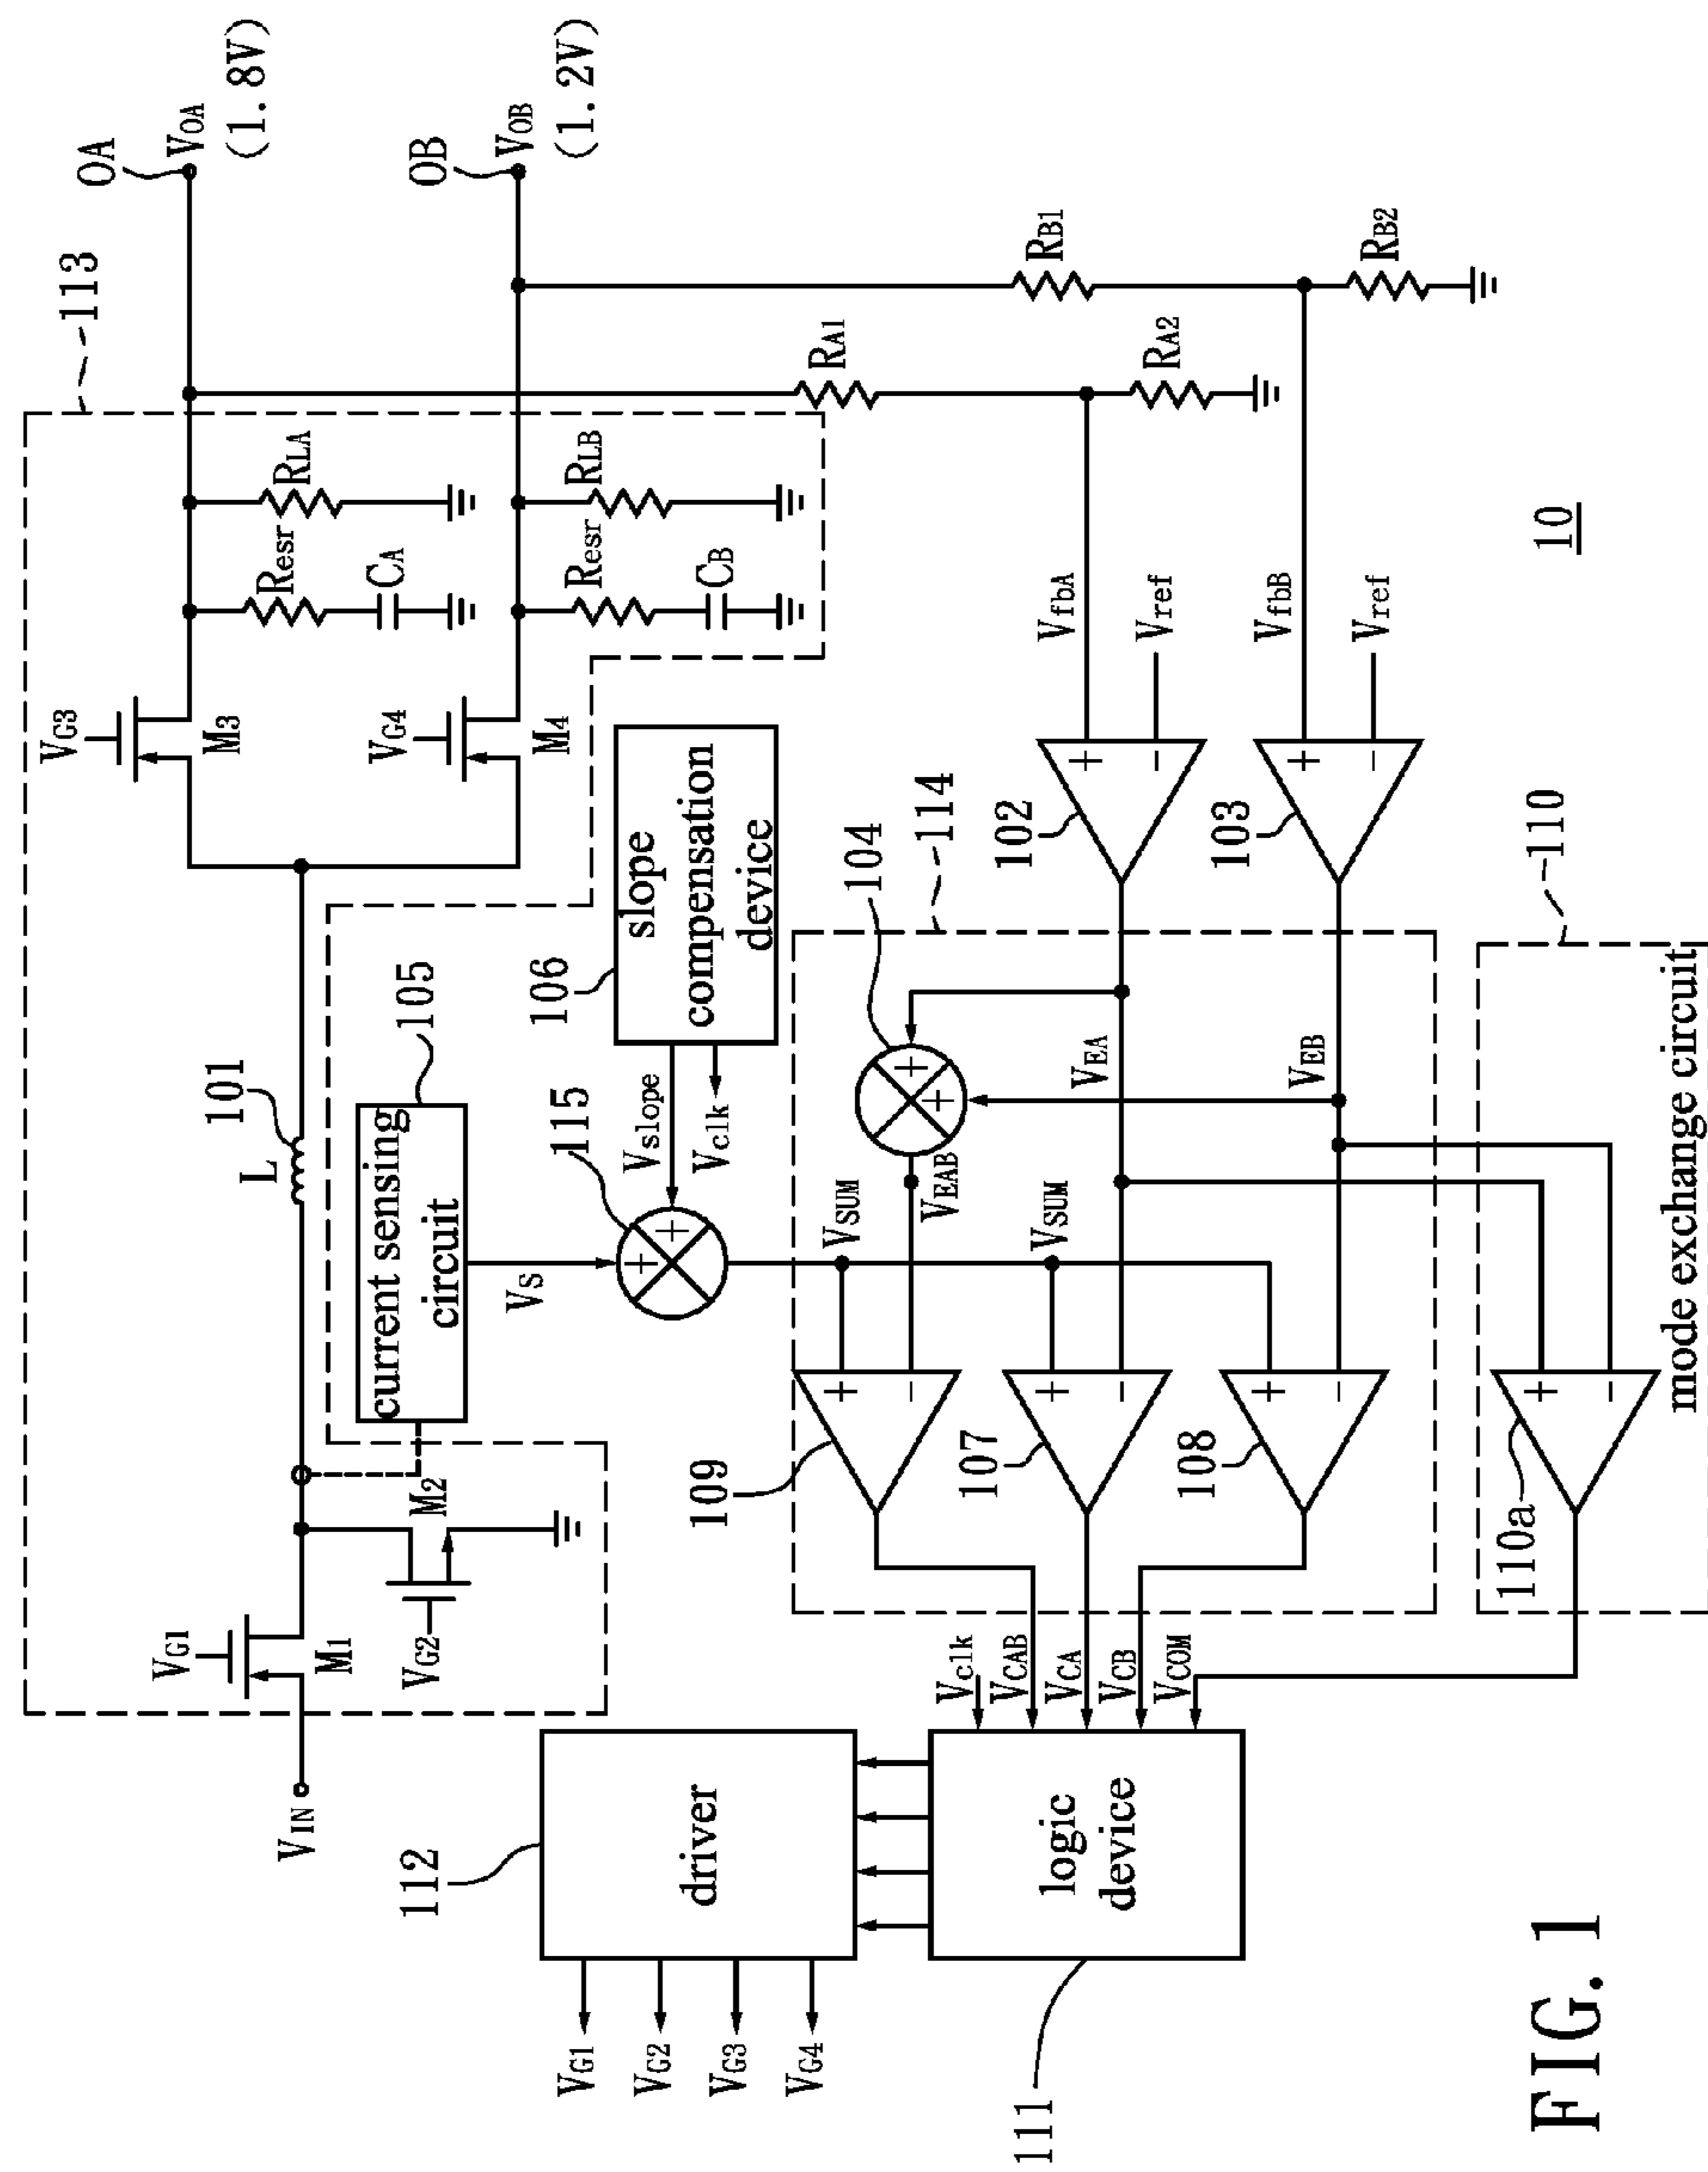 113
OA
VOA
(1.8V)
OB
VOB
(1.2V)
VG3
M3
Resr
CA
RLA
VG4
M4
Resr
CB
RLB
101
L
VIN
VG1
M1
VG2
M2
105
current sensing
circuit
VS
115
106
slope
compensation
device
Vslope
Vclk
RA1
RA2
RB1
RB2
VfbA
Vref
VfbB
Vref
102
+
-
103
+
-
114
104
+
+
+
+
VEA
VEB
VEAB
VSUM
VSUM
109
+
-
107
+
-
108
+
-
110
110a
+
-
mode exchange circuit
Vclk
VCAB
VCA
VCB
VCOM
112
driver
VG1
VG2
VG3
VG4
111
logic
device
10
FIG. 1